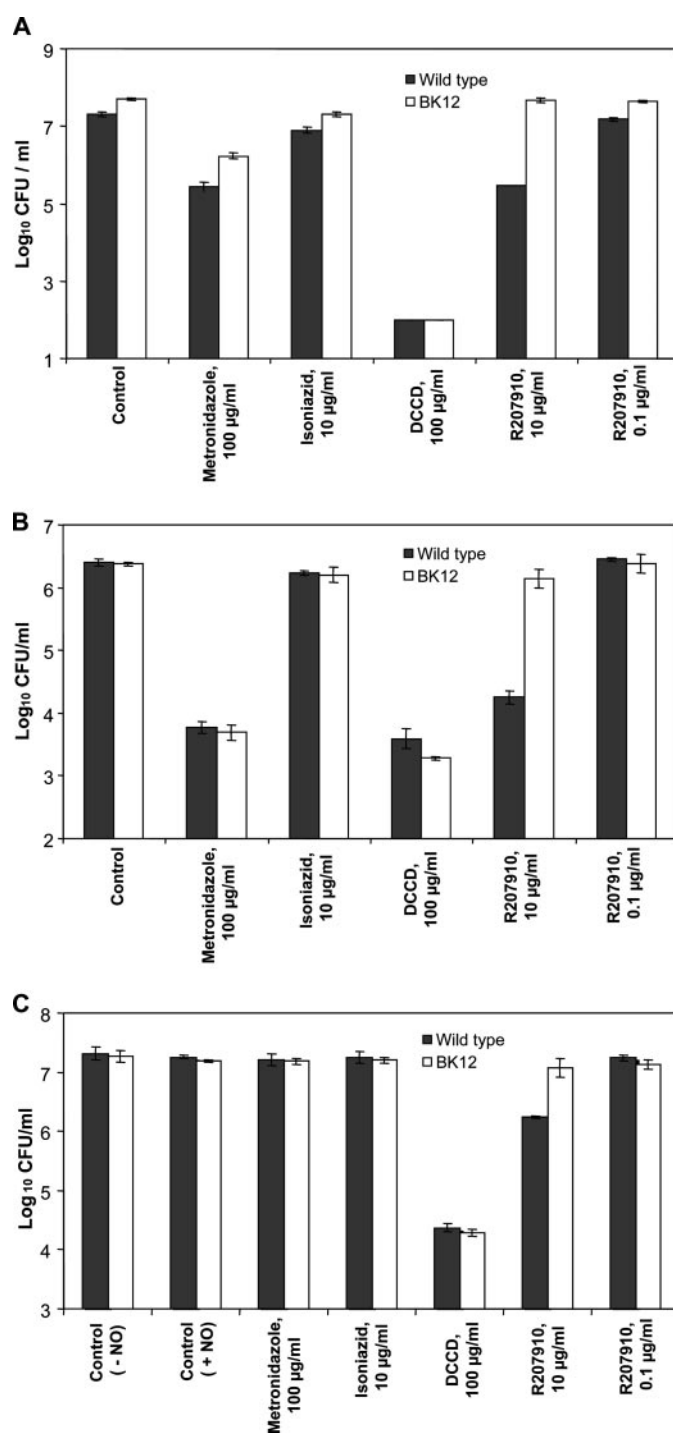 A
9
7
5
3
1
Log₁₀ CFU / ml
Wild type
BK12
Control
Metronidazole,
100 µg/ml
Isoniazid,
10 µg/ml
DCCD,
100 µg/ml
R207910,
10 µg/ml
R207910,
0.1 µg/ml
B
7
6
5
4
3
2
Log₁₀ CFU/ml
Wild type
BK12
Control
Metronidazole,
100 µg/ml
Isoniazid,
10 µg/ml
DCCD,
100 µg/ml
R207910,
10 µg/ml
R207910,
0.1 µg/ml
C
8
7
6
5
4
3
Log ₁₀ CFU/ml
Wild type
BK12
Control
( - NO)
Control
( + NO)
Metronidazole,
100 µg/ml
Isoniazid,
10 µg/ml
DCCD,
100 µg/ml
R207910,
10 µg/ml
R207910,
0.1 µg/ml